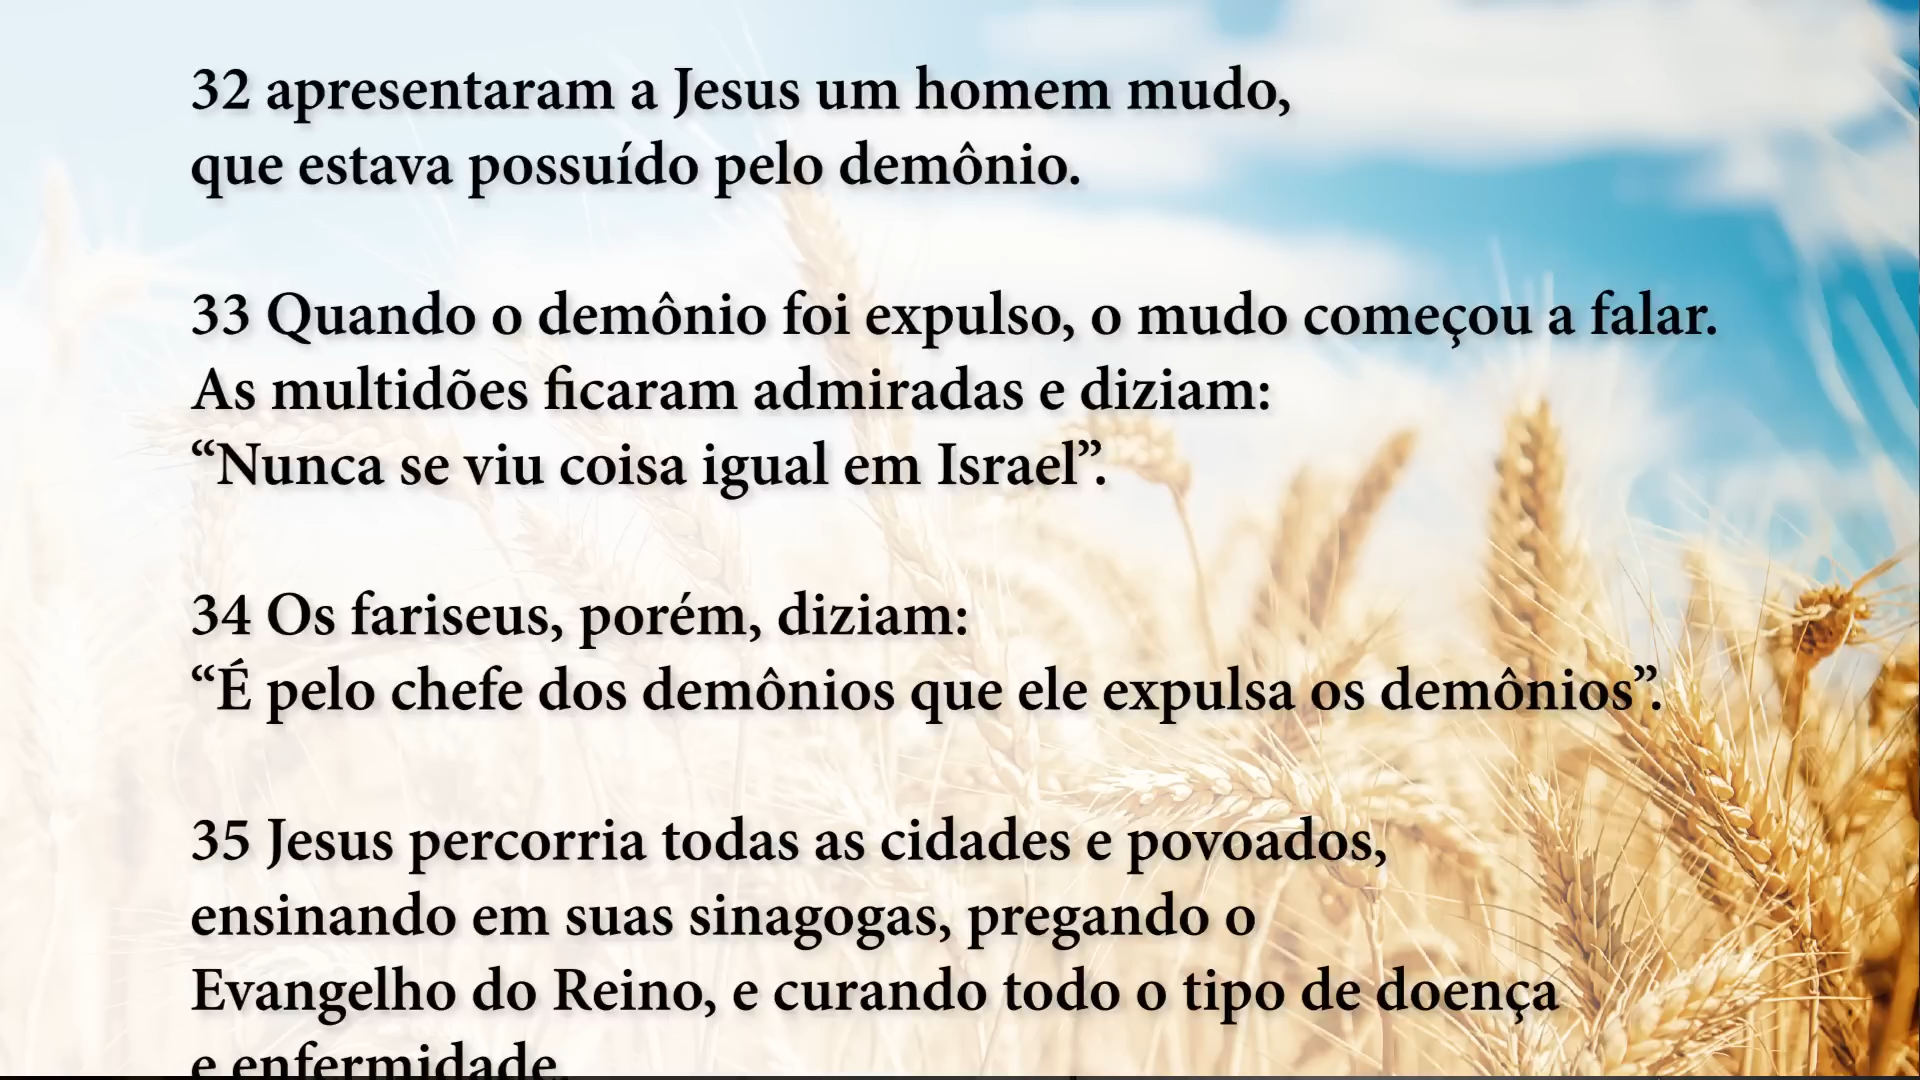 32 apresentaram a Jesus um homem mudo,
que estava possuído pelo demônio.
33 Quando o demônio foi expulso, o mudo começou a falar.
As multidões ficaram admiradas e diziam:
“Nunca se viu coisa igual em Israel”.
34 Os fariseus, porém, diziam:
“É pelo chefe dos demônios que ele expulsa os demônios”.
35 Jesus percorria todas as cidades e povoados,
ensinando em suas sinagogas, pregando o
Evangelho do Reino, e curando todo o tipo de doença
e enfermidade.